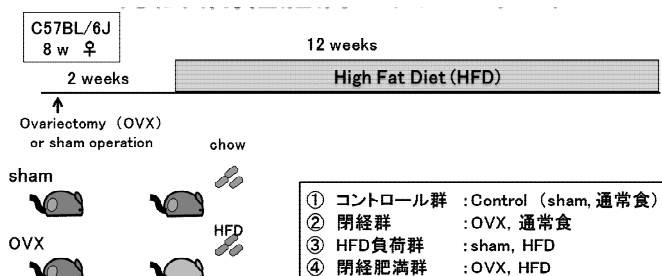 C57BL/6J
8 w ♀
12 weeks
2 weeks
High Fat Diet (HFD)
Ovariectomy (OVX)
or sham operation
chow
sham
HFD
OVX
① コントロール群 :Control (sham, 通常食)
② 閉経群 :OVX, 通常食
③ HFD負荷群 :sham, HFD
④ 閉経肥満群 :OVX, HFD